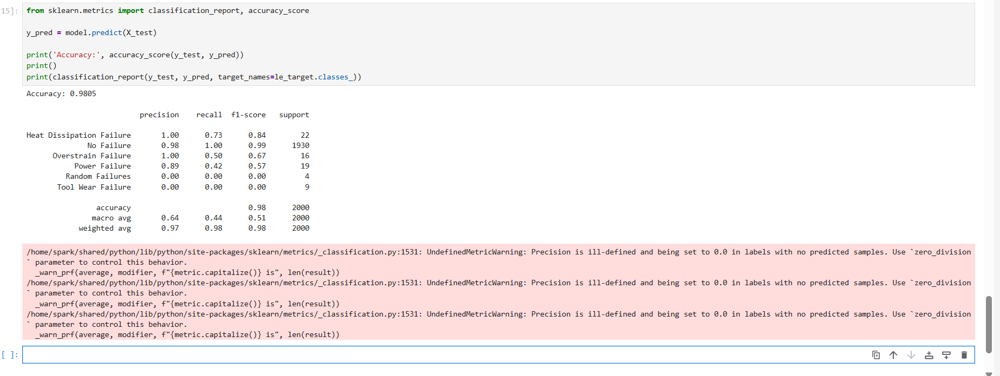 15]:
from sklearn.metrics import classification_report, accuracy_score
y_pred = model.predict(X_test)
print('Accuracy:', accuracy_score(y_test, y_pred))
print()
print(classification_report(y_test, y_pred, target_names=le_target.classes_))
Accuracy: 0.9805
precision recall f1-score support
Heat Dissipation Failure 1.00 0.73 0.84 22
No Failure 0.98 1.00 0.99 1930
Overstrain Failure 1.00 0.50 0.67 16
Power Failure 0.89 0.42 0.57 19
Random Failures 0.00 0.00 0.00 4
Tool Wear Failure 0.00 0.00 0.00 9
accuracy 0.98 2000
macro avg 0.64 0.44 0.51 2000
weighted avg 0.97 0.98 0.98 2000
/home/spark/shared/python/lib/python/site-packages/sklearn/metrics/_classification.py:1531: UndefinedMetricWarning: Precision is ill-defined and being set to 0.0 in labels with no predicted samples. Use `zero_division
` parameter to control this behavior.
_warn_prf(average, modifier, f"{metric.capitalize()} is", len(result))
/home/spark/shared/python/lib/python/site-packages/sklearn/metrics/_classification.py:1531: UndefinedMetricWarning: Precision is ill-defined and being set to 0.0 in labels with no predicted samples. Use `zero_division
` parameter to control this behavior.
_warn_prf(average, modifier, f"{metric.capitalize()} is", len(result))
/home/spark/shared/python/lib/python/site-packages/sklearn/metrics/_classification.py:1531: UndefinedMetricWarning: Precision is ill-defined and being set to 0.0 in labels with no predicted samples. Use `zero_division
` parameter to control this behavior.
_warn_prf(average, modifier, f"{metric.capitalize()} is", len(result))
[ ]: